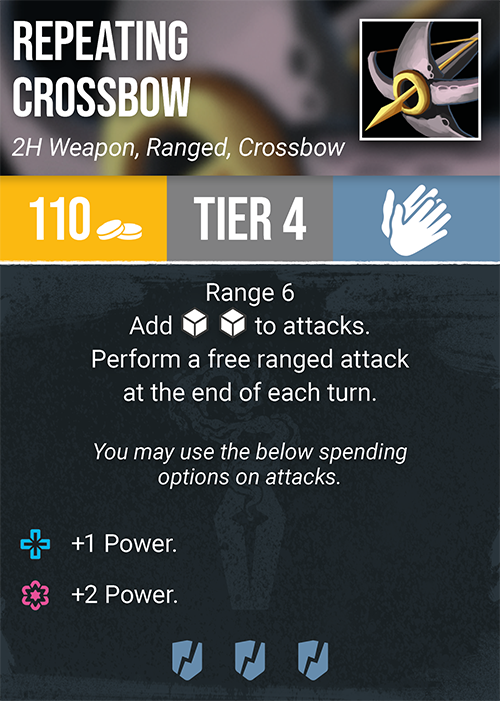 REPEATING
CROSSBOW
2H Weapon, Ranged, Crossbow
110
TIER 4
Range 6
Add to attacks.
Perform a free ranged attack
at the end of each turn.
You may use the below spending
options on attacks.
+1 Power.
+2 Power.